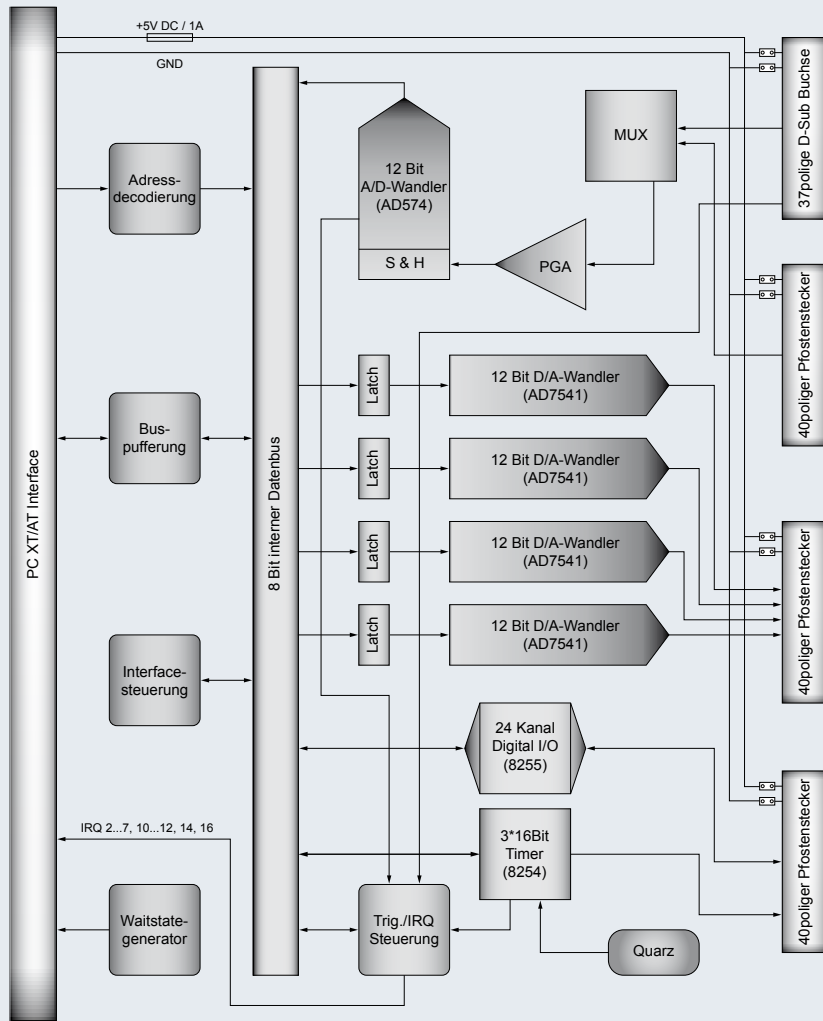 +5V DC / 1A
GND
PC XT/AT Interface
Adress-
decodierung
Bus-
pufferung
Interface-
steuerung
IRQ 2...7, 10...12, 14, 16
Waitstate-
generator
8 Bit interner Datenbus
12 Bit
A/D-Wandler
(AD574)
S & H
PGA
MUX
Latch
12 Bit D/A-Wandler
(AD7541)
Latch
12 Bit D/A-Wandler
(AD7541)
Latch
12 Bit D/A-Wandler
(AD7541)
Latch
12 Bit D/A-Wandler
(AD7541)
24 Kanal
Digital I/O
(8255)
3*16Bit
Timer
(8254)
Trig./IRQ
Steuerung
Quarz
37polige D-Sub Buchse
40poliger Pfostenstecker
40poliger Pfostenstecker
40poliger Pfostenstecker